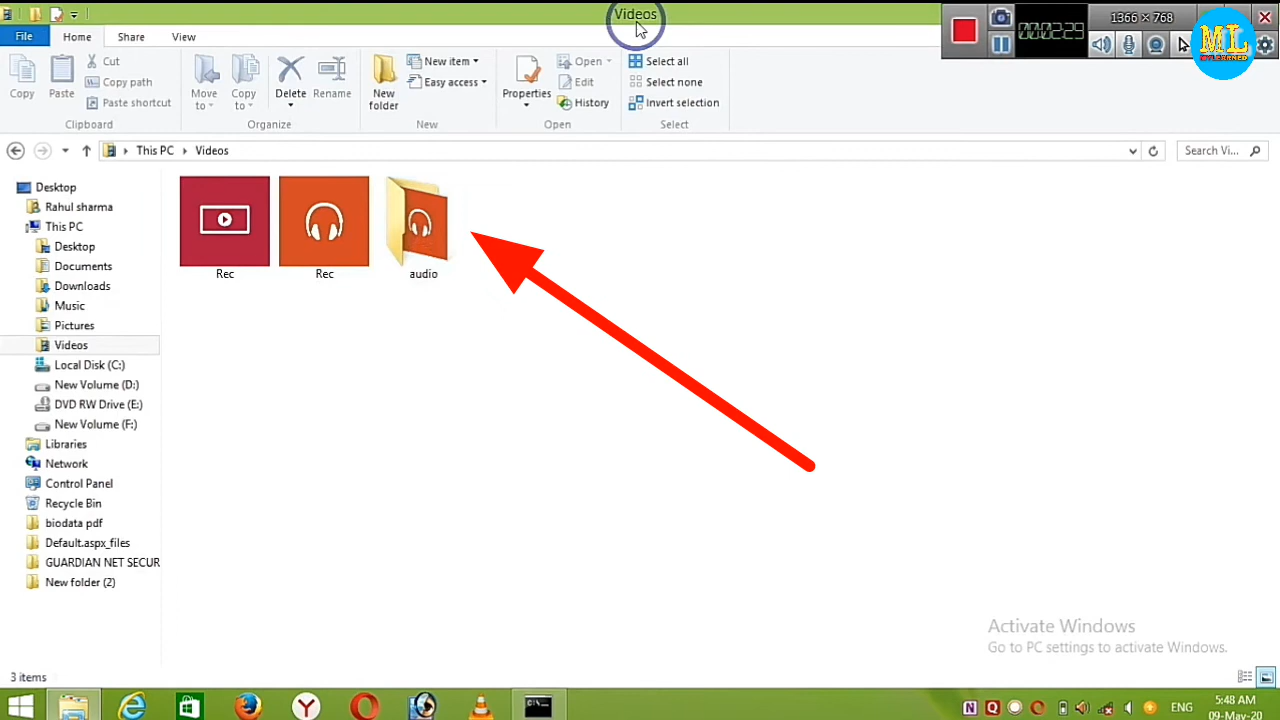 Videos
00:02:29
1366 × 768
ML
MYLEARNED
File
Home
Share
View
Copy
Paste
Cut
Copy path
Paste shortcut
Clipboard
Move to
Copy to
Delete
Rename
Organize
New folder
New item
Easy access
New
Properties
Open
Edit
History
Open
Select all
Select none
Invert selection
Select
This PC
Videos
Search Vi...
Desktop
Rahul sharma
This PC
Desktop
Documents
Downloads
Music
Pictures
Videos
Local Disk (C:)
New Volume (D:)
DVD RW Drive (E:)
New Volume (F:)
Libraries
Network
Control Panel
Recycle Bin
biodata pdf
Default.aspx_files
GUARDIAN NET SECUR
New folder (2)
Rec
Rec
audio
Activate Windows
Go to PC settings to activate Windows.
3 items
ENG
5:48 AM
09-May-20